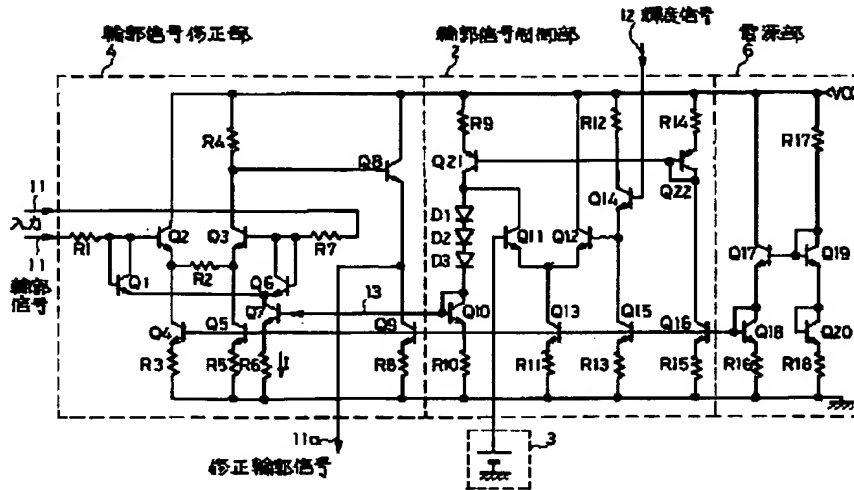 輪郭信号修正部
4
輪郭信号制御部
2
12 輝度信号
電源部
6
VCC
R4
R9
R12
R14
R17
Q8
Q21
Q22
11
入力
11
輪郭
信号
R1
Q2
Q3
R7
D1
D2
D3
Q11
Q12
Q14
Q17
Q19
Q1
R2
Q6
Q7
13
Q10
Q13
Q15
Q16
Q18
Q20
Q4
Q5
Q9
R3
R5
R6
I
R8
R10
R11
R13
R15
R16
R18
11a
修正輪郭信号
3